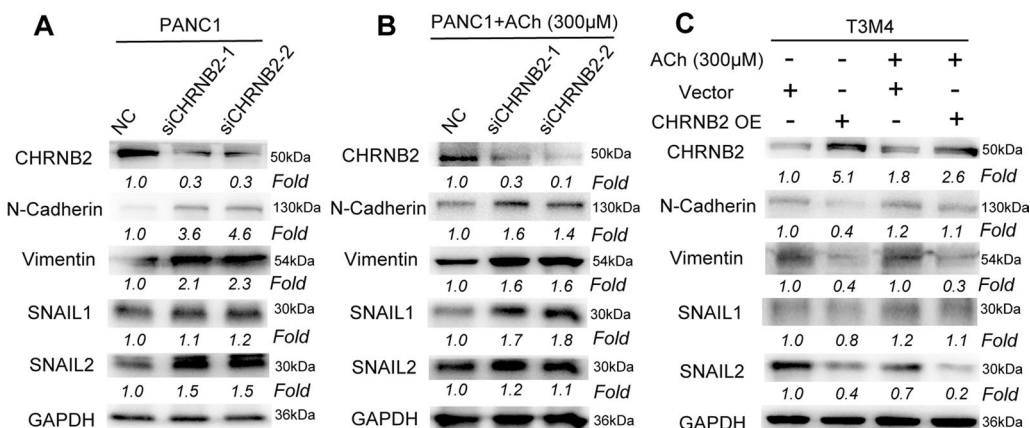 A
PANC1
NC
siCHRNB2-1
siCHRNB2-2
CHRNB2
50kDa
1.0 0.3 0.3 Fold
N-Cadherin
130kDa
1.0 3.6 4.6 Fold
Vimentin
54kDa
1.0 2.1 2.3 Fold
SNAIL1
30kDa
1.0 1.1 1.2 Fold
SNAIL2
30kDa
1.0 1.5 1.5 Fold
GAPDH
36kDa
B
PANC1+ACh (300μM)
NC
siCHRNB2-1
siCHRNB2-2
CHRNB2
50kDa
1.0 0.3 0.1 Fold
N-Cadherin
130kDa
1.0 1.6 1.4 Fold
Vimentin
54kDa
1.0 1.6 1.6 Fold
SNAIL1
30kDa
1.0 1.7 1.8 Fold
SNAIL2
30kDa
1.0 1.2 1.1 Fold
GAPDH
36kDa
C
T3M4
ACh (300μM) - - + +
Vector + - + -
CHRNB2 OE - + - +
CHRNB2
50kDa
1.0 5.1 1.8 2.6 Fold
N-Cadherin
130kDa
1.0 0.4 1.2 1.1 Fold
Vimentin
54kDa
1.0 0.4 1.0 0.3 Fold
SNAIL1
30kDa
1.0 0.8 1.2 1.1 Fold
SNAIL2
30kDa
1.0 0.4 0.7 0.2 Fold
GAPDH
36kDa